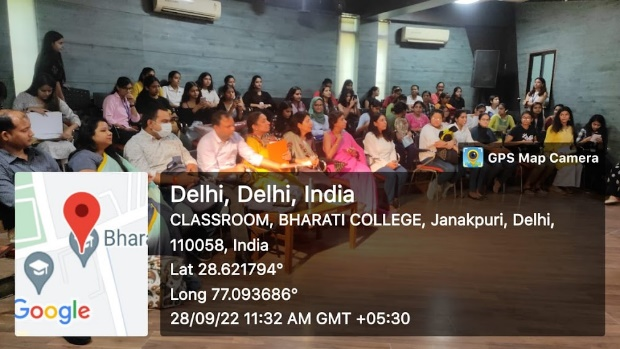 GPS Map Camera
Delhi, Delhi, India
CLASSROOM, BHARATI COLLEGE, Janakpuri, Delhi,
110058, India
Lat 28.621794°
Long 77.093686°
28/09/22 11:32 AM GMT +05:30
Bhara
Google